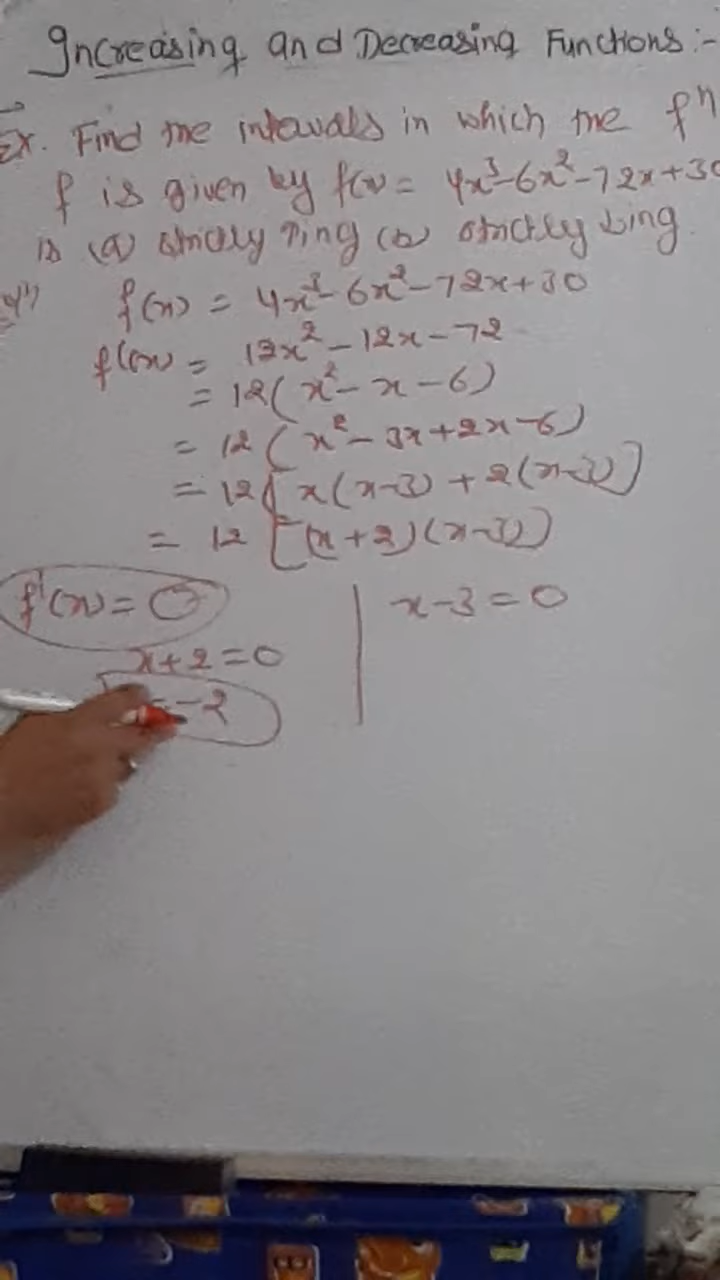 Increasing and Decreasing Functions :-
Ex. Find the intervals in which the fⁿ
f is given by f(x) = 4x³-6x²-72x+30
is (a) strictly ↑ing (b) strictly ↓ing.
f(x) = 4x³-6x²-72x+30
f'(x) = 12x²-12x-72
= 12(x²-x-6)
= 12(x²-3x+2x-6)
= 12[x(x-3)+2(x-3)]
= 12[(x+2)(x-3)]
f'(x) = 0
x+2=0
= -2
x-3=0